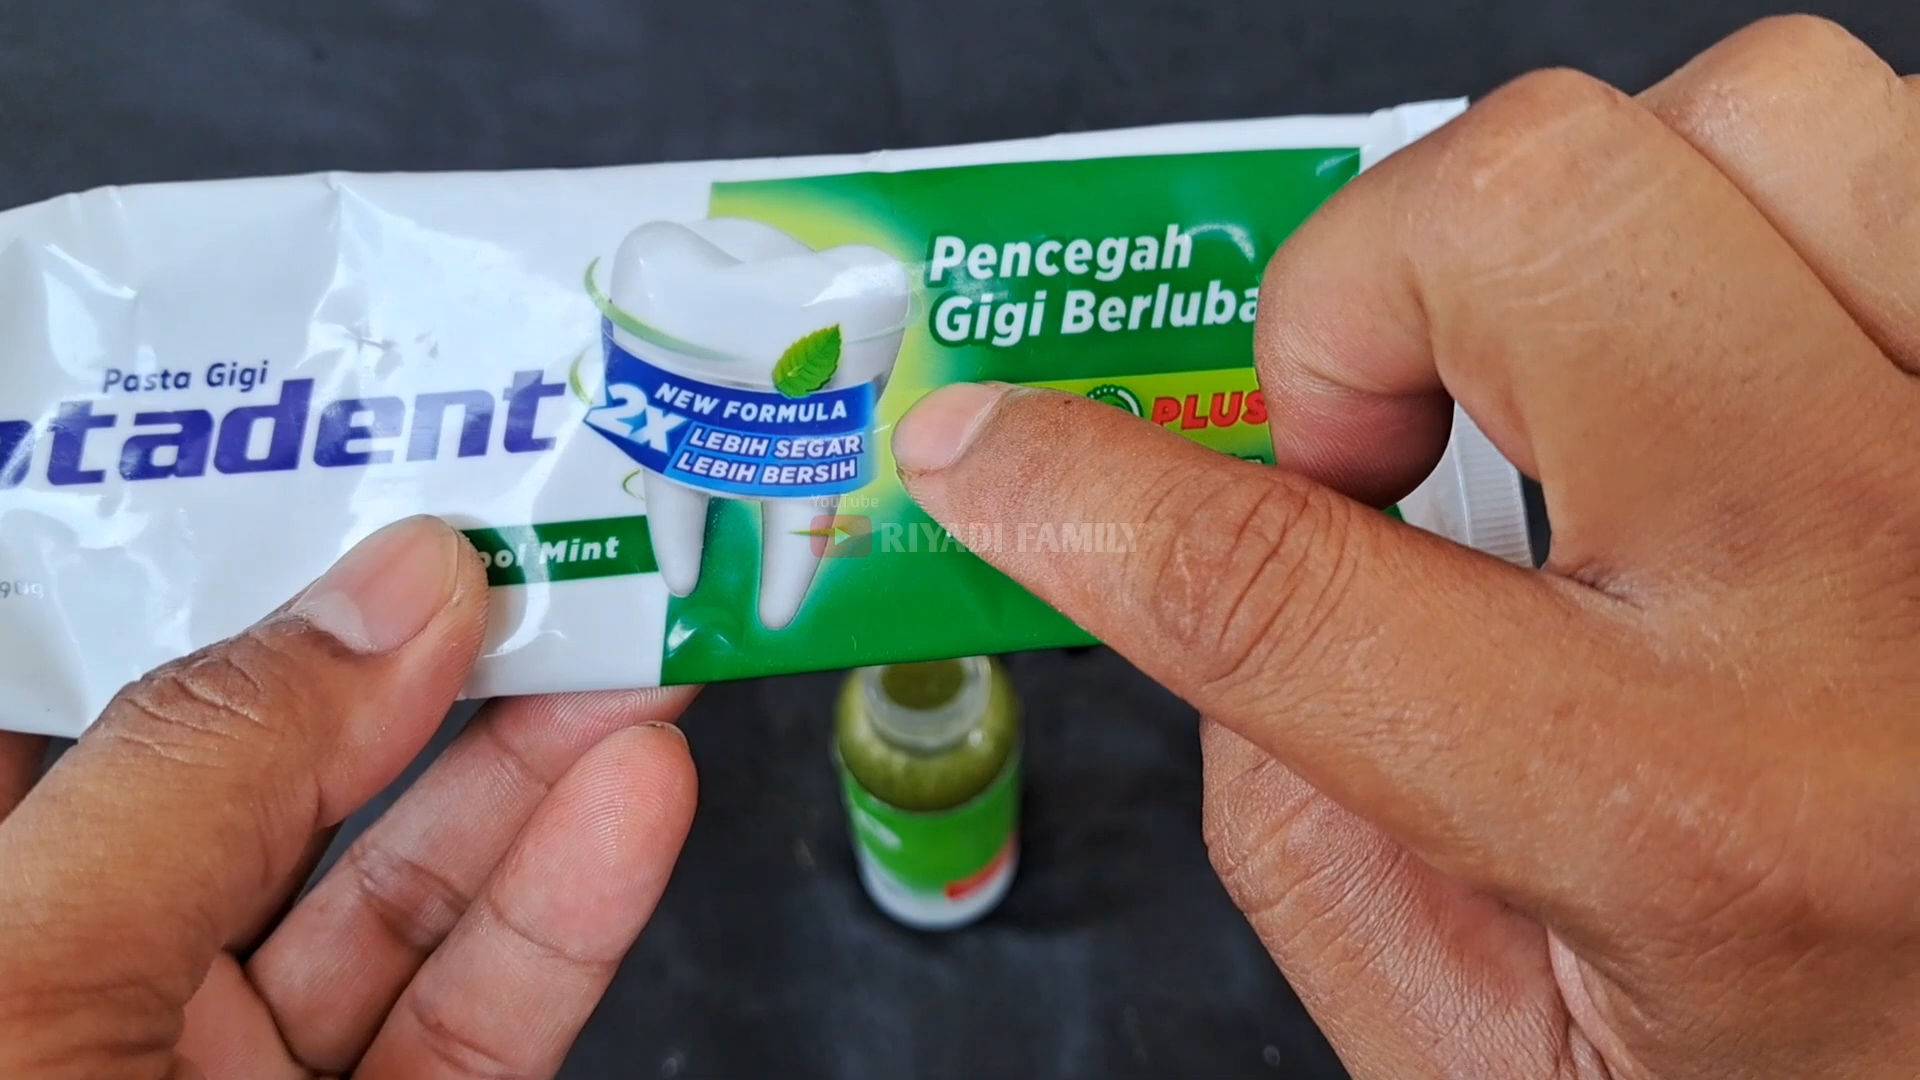 Pasta Gigi
tadent
NEW FORMULA
2X
LEBIH SEGAR
LEBIH BERSIH
ool Mint
Pencegah
Gigi Berluba
PLUS
YouTube
RIYADI FAMILY